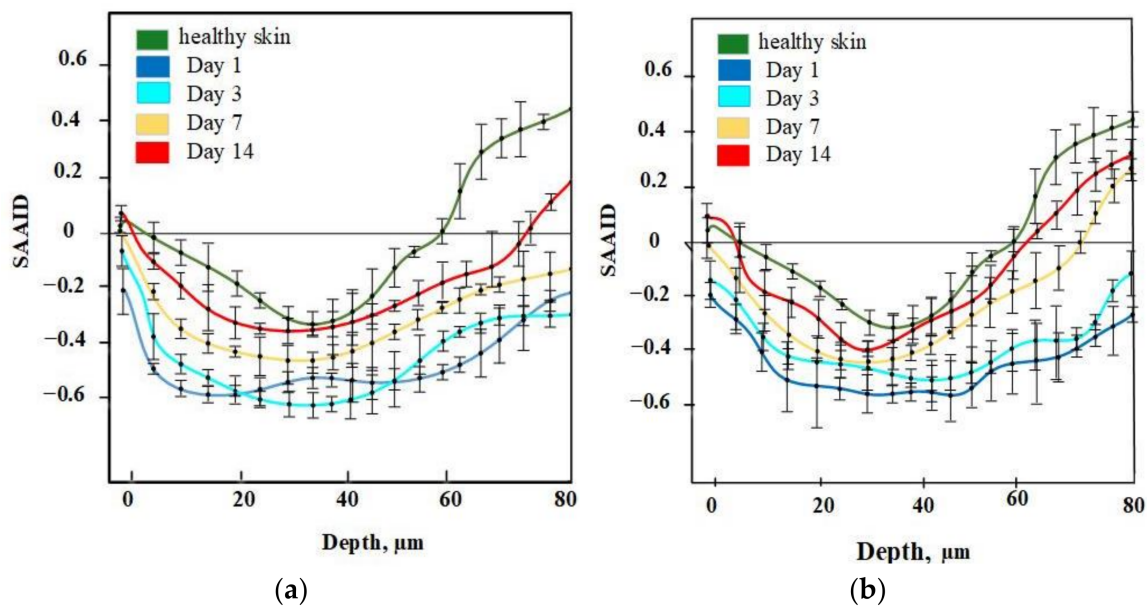 healthy skin
Day 1
Day 3
Day 7
Day 14
0.6
0.4
0.2
0
−0.2
−0.4
−0.6
SAAID
0 20 40 60 80
Depth, μm
(a)
healthy skin
Day 1
Day 3
Day 7
Day 14
0.6
0.4
0.2
0
−0.2
−0.4
−0.6
SAAID
0 20 40 60 80
Depth, μm
(b)